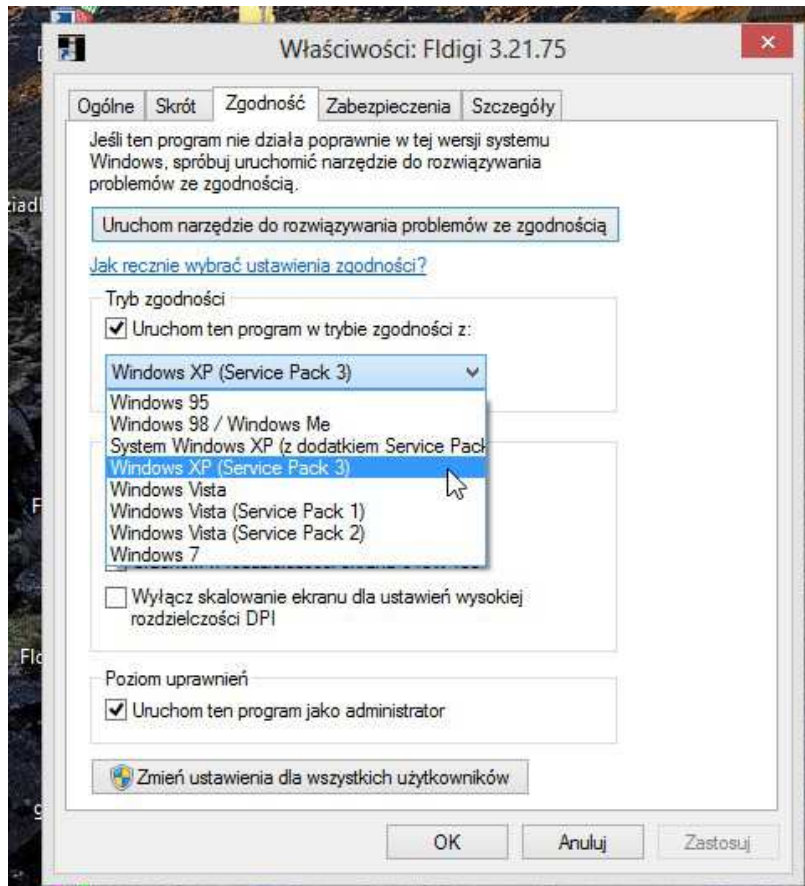 Właściwości: Fldigi 3.21.75
Ogólne Skrót Zgodność Zabezpieczenia Szczegóły
Jeśli ten program nie działa poprawnie w tej wersji systemu
Windows, spróbuj uruchomić narzędzie do rozwiązywania
problemów ze zgodnością.
Uruchom narzędzie do rozwiązywania problemów ze zgodnością
Jak ręcznie wybrać ustawienia zgodności?
Tryb zgodności
Uruchom ten program w trybie zgodności z:
Windows XP (Service Pack 3)
Windows 95
Windows 98 / Windows Me
System Windows XP (z dodatkiem Service Pack
Windows XP (Service Pack 3)
Windows Vista
Windows Vista (Service Pack 1)
Windows Vista (Service Pack 2)
Windows 7
Wyłącz skalowanie ekranu dla ustawień wysokiej
rozdzielczości DPI
Poziom uprawnień
Uruchom ten program jako administrator
Zmień ustawienia dla wszystkich użytkowników
OK Anuluj Zastosuj